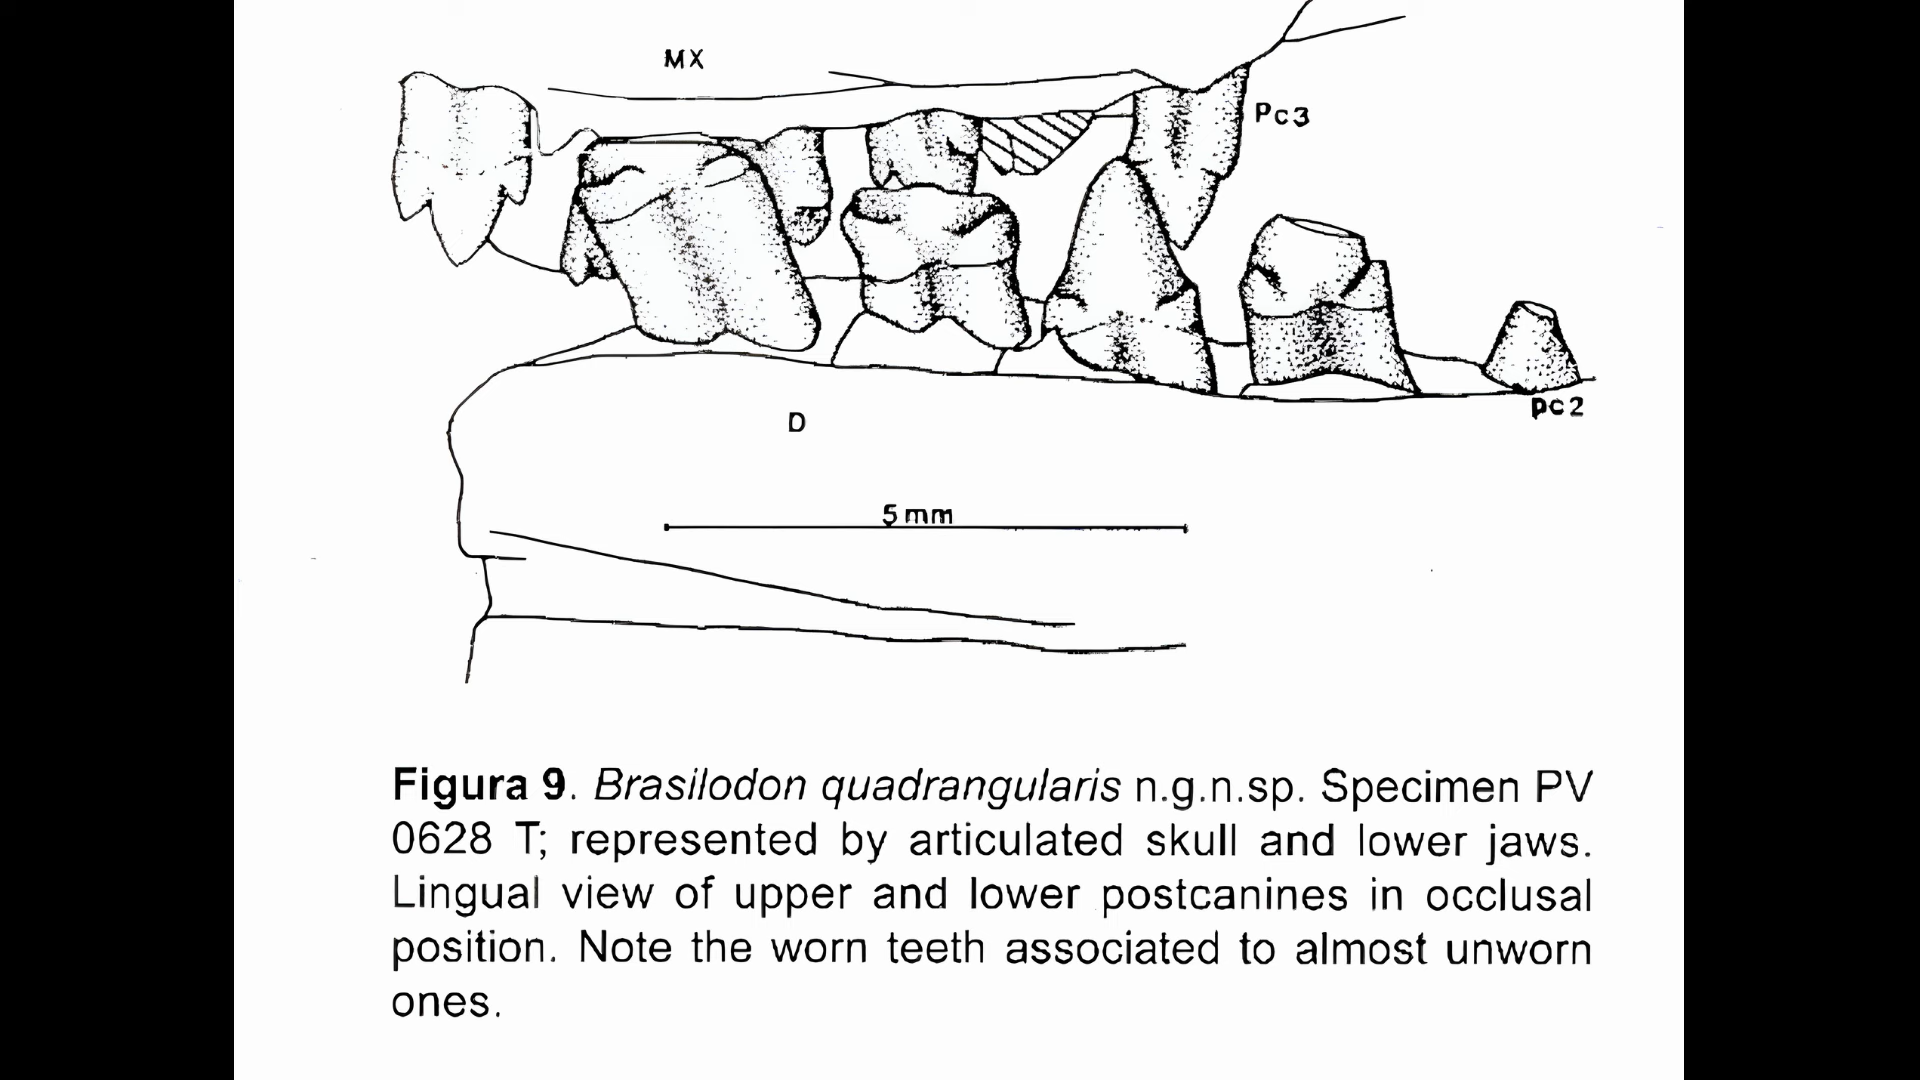 MX
Pc3
pc2
D
5 mm
Figura 9. Brasilodon quadrangularis n.g.n.sp. Specimen PV
0628 T; represented by articulated skull and lower jaws.
Lingual view of upper and lower postcanines in occlusal
position. Note the worn teeth associated to almost unworn
ones.